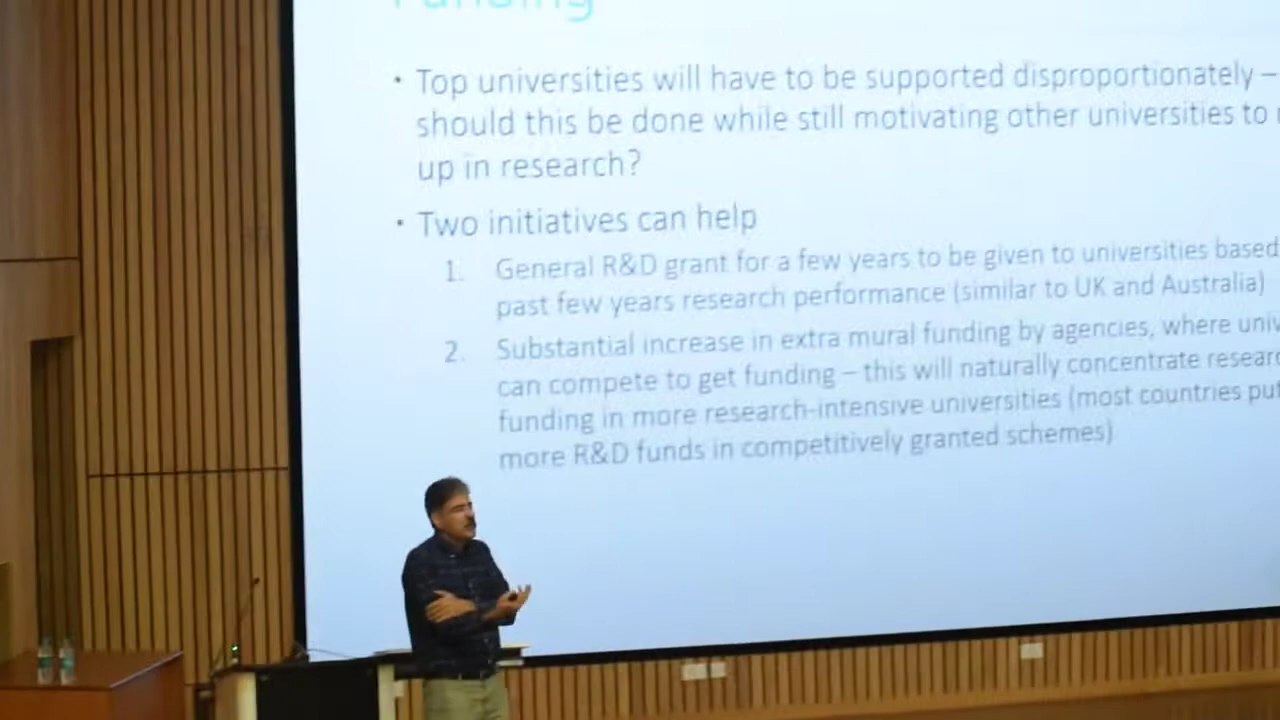 Funding
• Top universities will have to be supported disproportionately –
should this be done while still motivating other universities to
up in research?
• Two initiatives can help
1. General R&D grant for a few years to be given to universities based
past few years research performance (similar to UK and Australia)
2. Substantial increase in extra mural funding by agencies, where univ
can compete to get funding – this will naturally concentrate researc
funding in more research-intensive universities (most countries put
more R&D funds in competitively granted schemes)